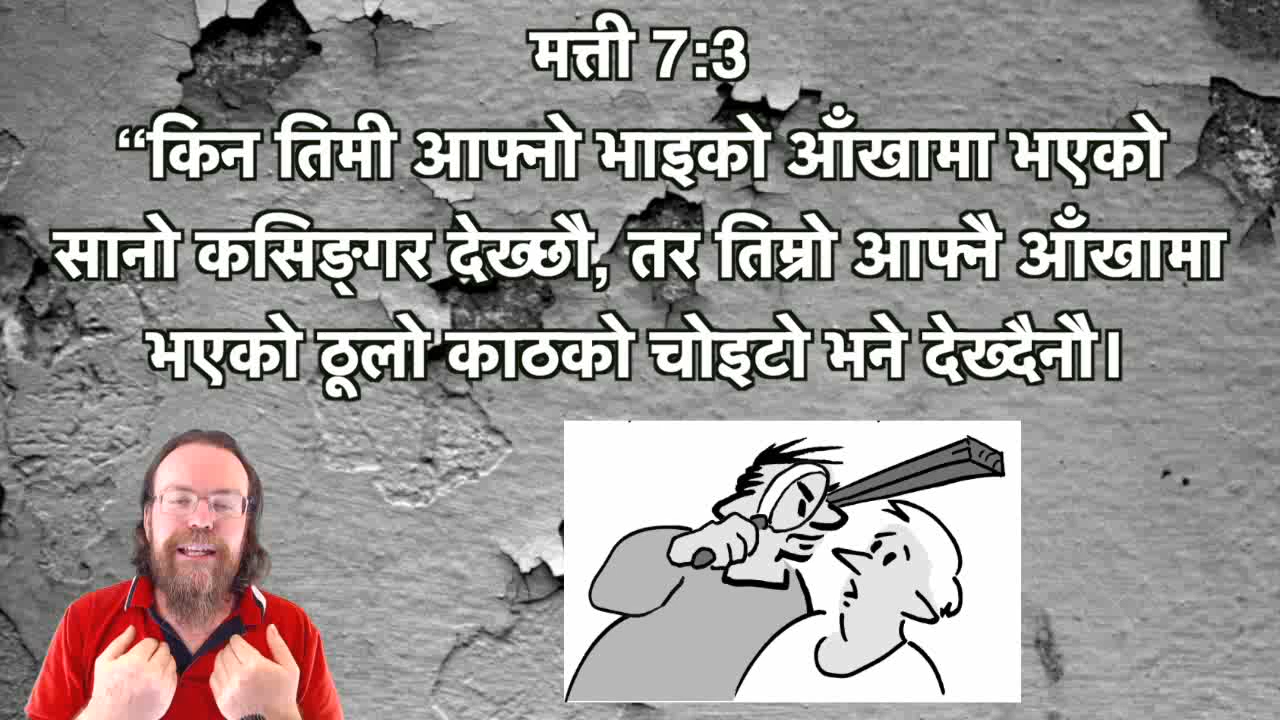 मत्ती 7:3
“किन तिमी आफ्नो भाइको आँखामा भएको
सानो कसिङ्गर देख्छौ, तर तिम्रो आफ्नै आँखामा
भएको ठूलो काठको चोइटो भने देख्दैनौ।